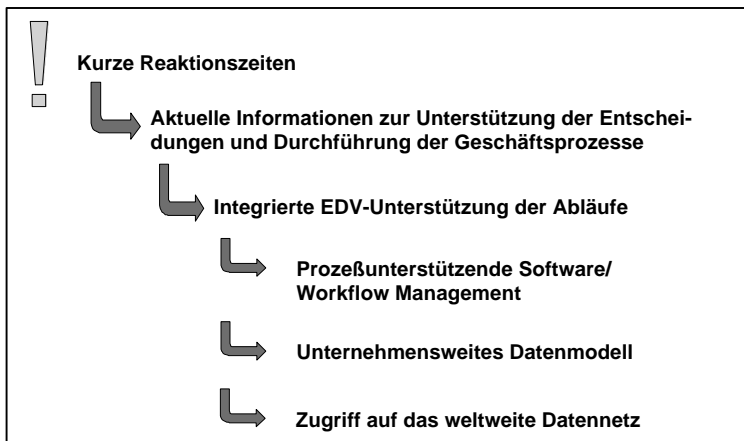 Kurze Reaktionszeiten
Aktuelle Informationen zur Unterstützung der Entschei-
dungen und Durchführung der Geschäftsprozesse
Integrierte EDV-Unterstützung der Abläufe
Prozeßunterstützende Software/
Workflow Management
Unternehmensweites Datenmodell
Zugriff auf das weltweite Datennetz